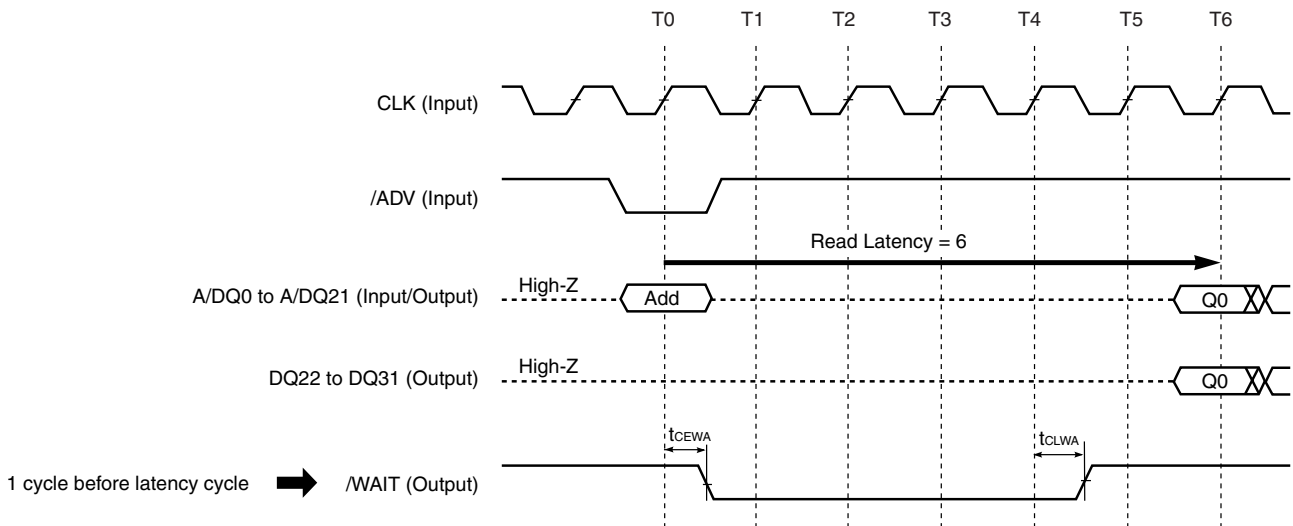 T0 T1 T2 T3 T4 T5 T6
CLK (Input)
/ADV (Input)
Read Latency = 6
A/DQ0 to A/DQ21 (Input/Output) High-Z Add Q0
DQ22 to DQ31 (Output) High-Z Q0
tCEWA tCLWA
1 cycle before latency cycle /WAIT (Output)